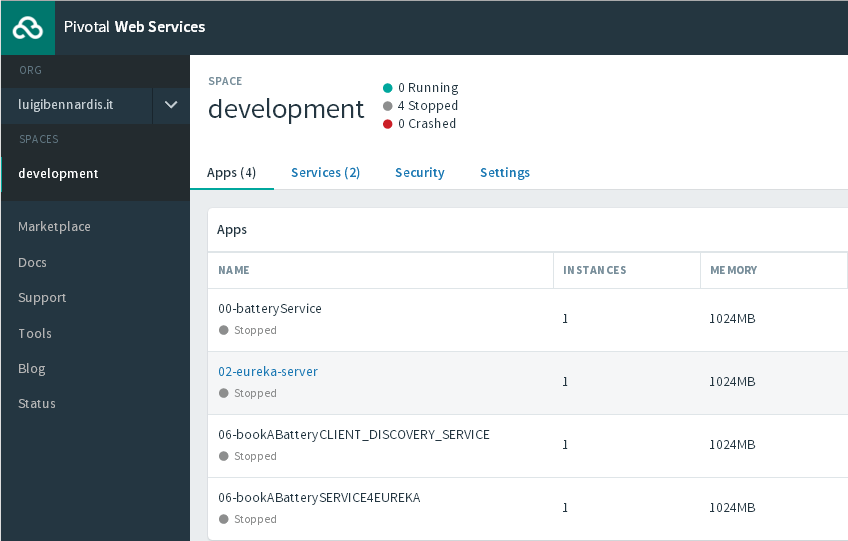 Pivotal Web Services
ORG
luigibennardis.it
SPACES
development
Marketplace
Docs
Support
Tools
Blog
Status
SPACE
development
0 Running
4 Stopped
0 Crashed
Apps (4) Services (2) Security Settings
Apps
NAME INSTANCES MEMORY
00-batteryService
Stopped
1 1024MB
02-eureka-server
Stopped
1 1024MB
06-bookABatteryCLIENT_DISCOVERY_SERVICE
Stopped
1 1024MB
06-bookABatterySERVICE4EUREKA
Stopped
1 1024MB